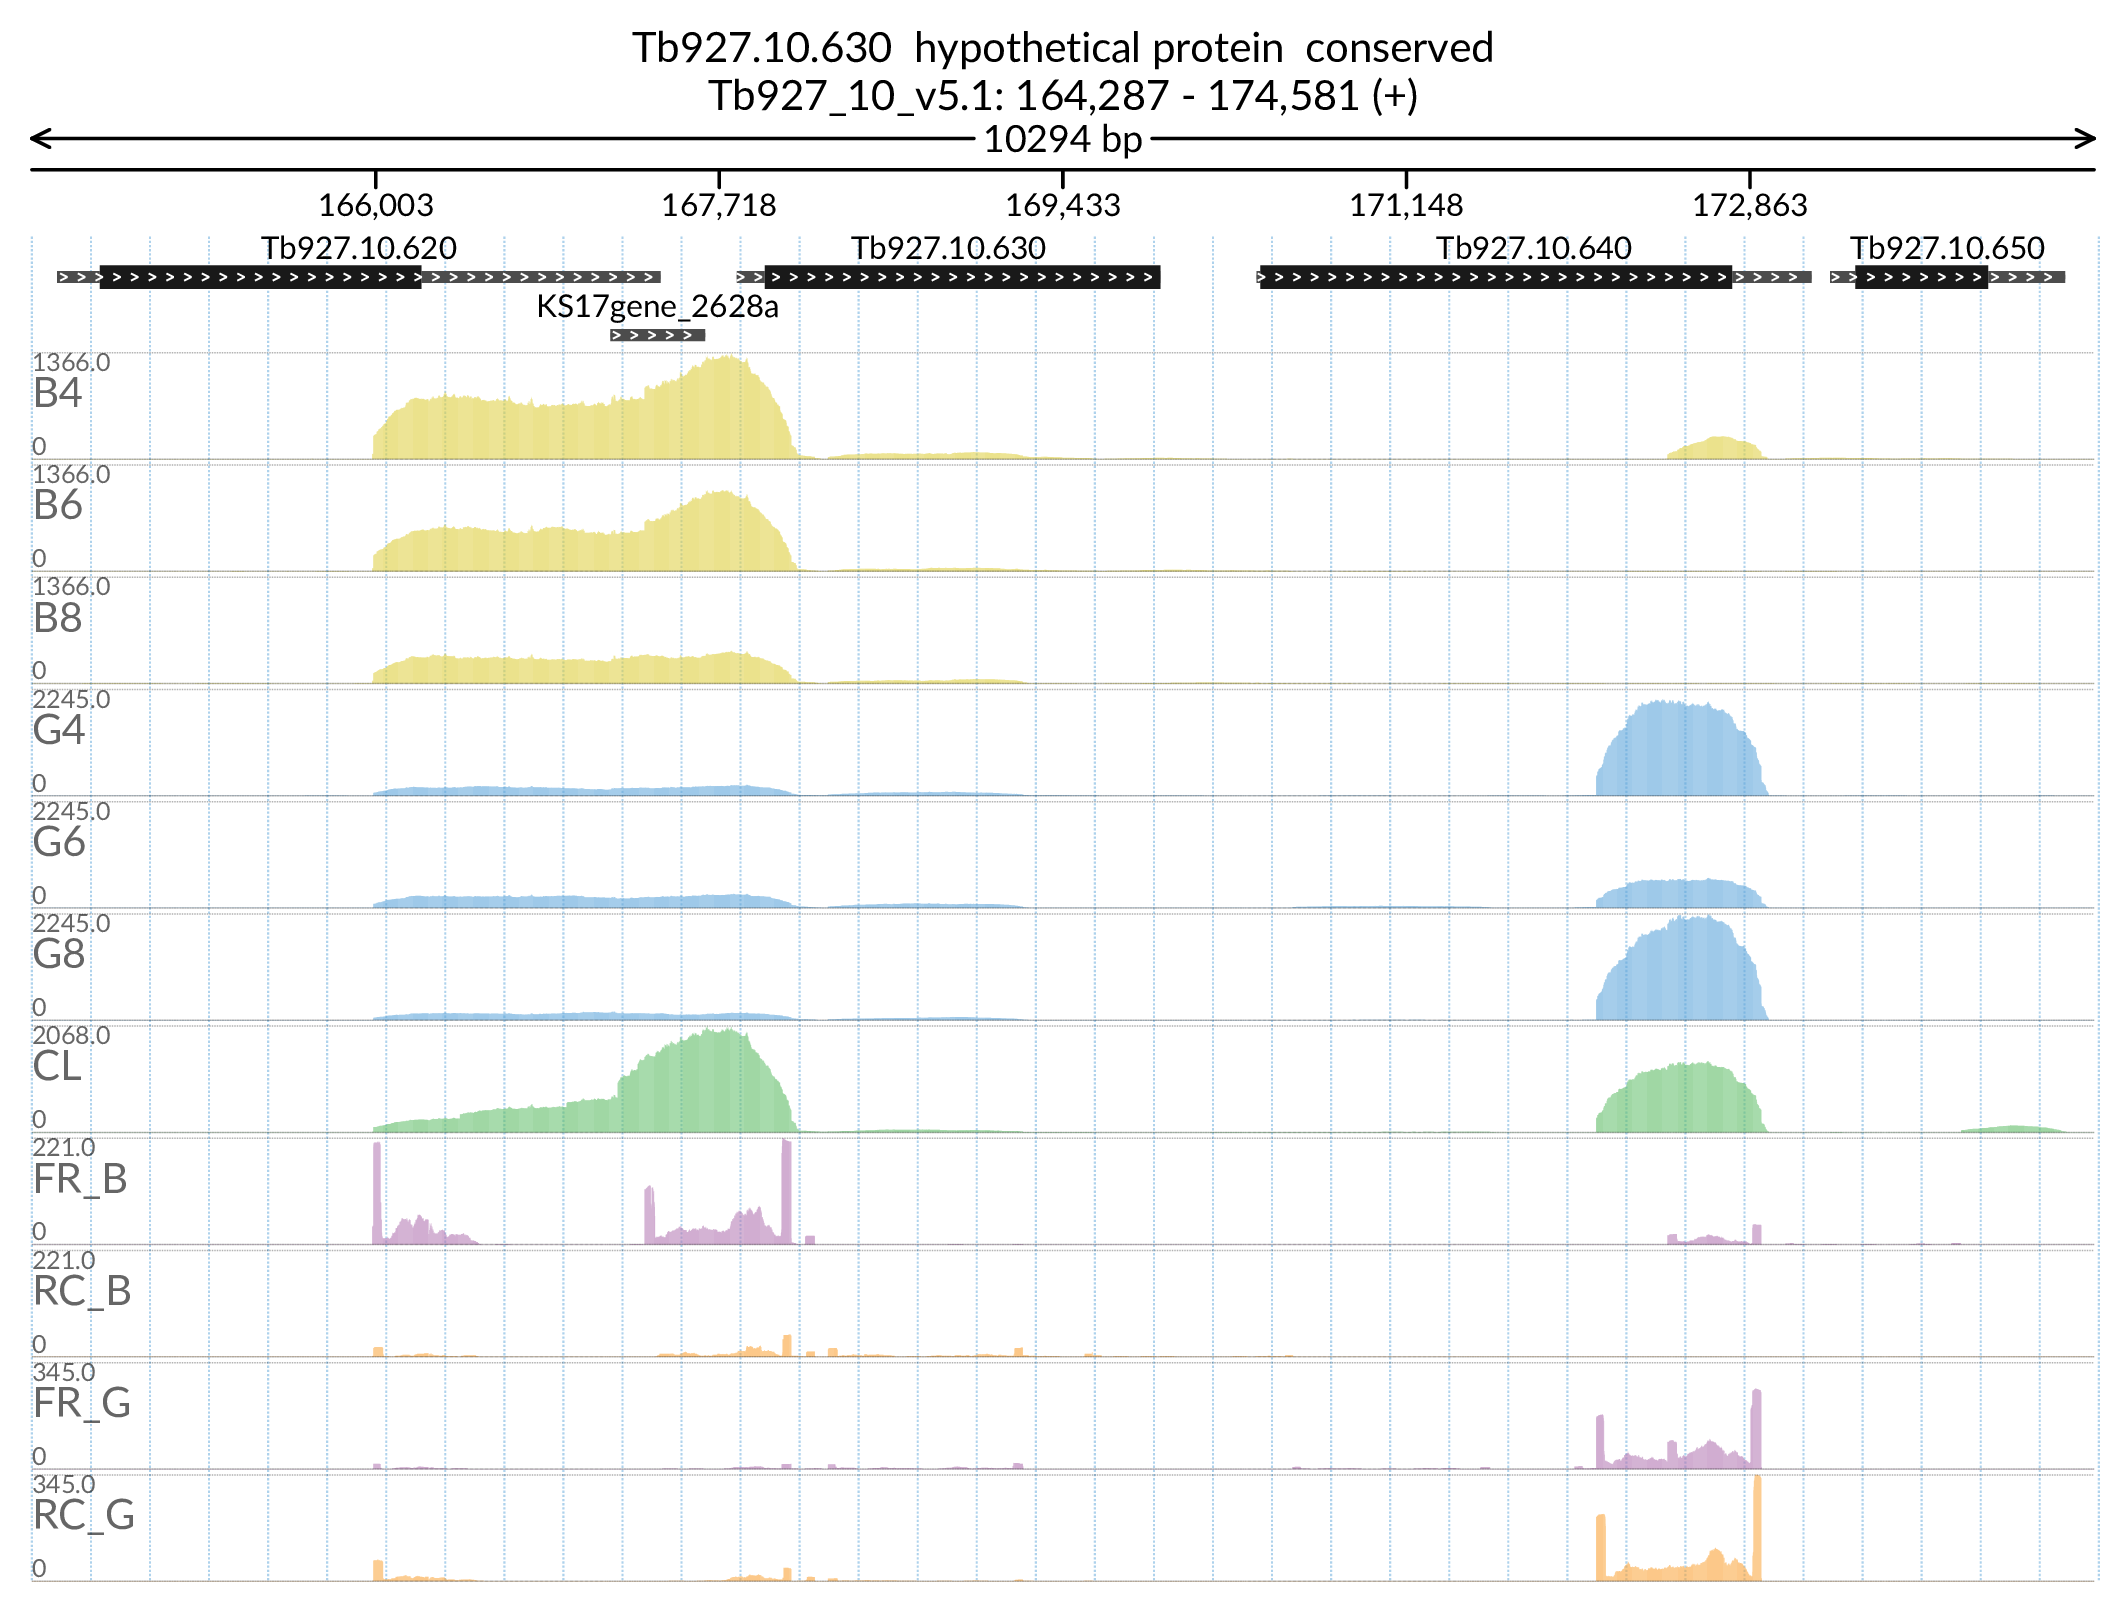 Tb927.10.630  hypothetical protein  conserved
Tb927_10_v5.1: 164,287 - 174,581 (+)
10294 bp
166,003 167,718 169,433 171,148 172,863
Tb927.10.620 Tb927.10.630 Tb927.10.640 Tb927.10.650
KS17gene_2628a
1366.0
B4
0
1366.0
B6
0
1366.0
B8
0
2245.0
G4
0
2245.0
G6
0
2245.0
G8
0
2068.0
CL
0
221.0
FR_B
0
221.0
RC_B
0
345.0
FR_G
0
345.0
RC_G
0